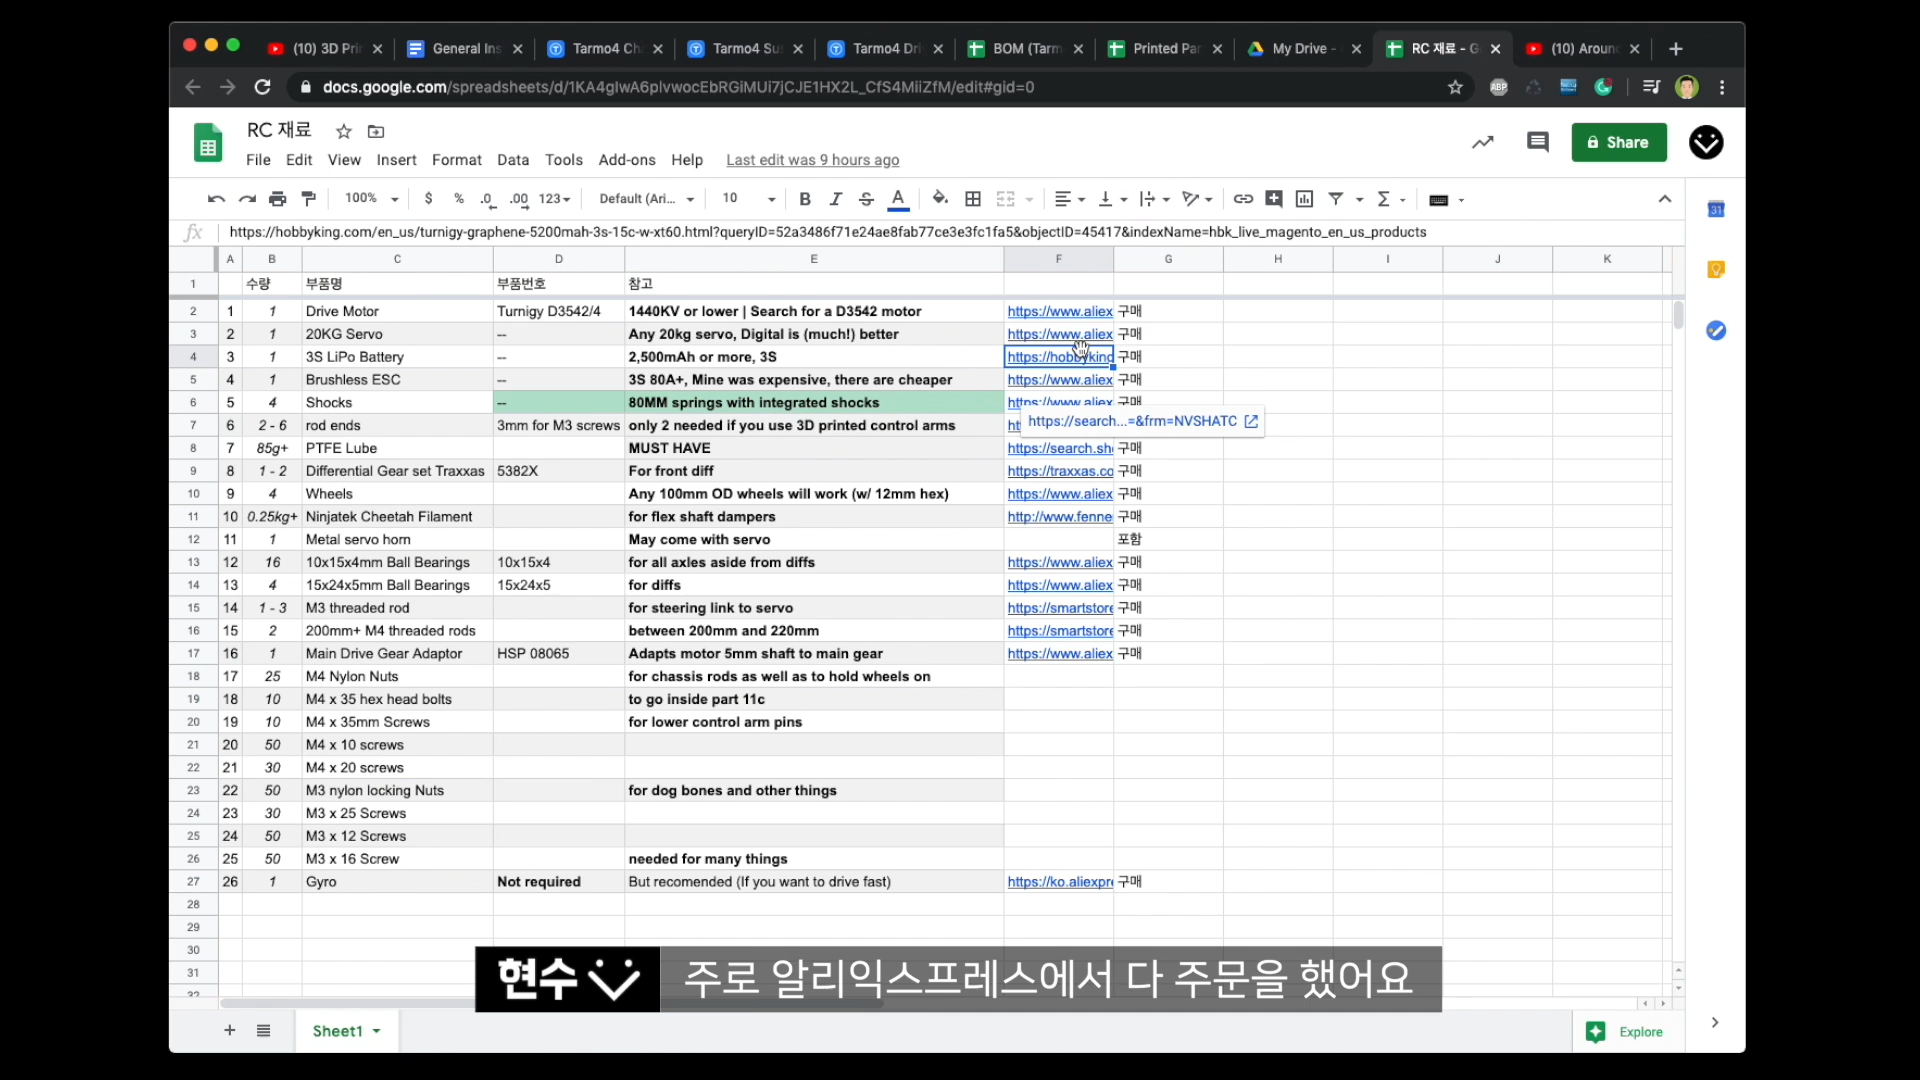 (10) 3D Pri
General Ins
Tarmo4 Ch
Tarmo4 Su
Tarmo4 Dri
BOM (Tarm
Printed Par
My Drive -
RC 재료 - G
(10) Aroun
docs.google.com/spreadsheets/d/1KA4gIwA6plvwocEbRGiMUi7jCJE1HX2L_CfS4MiiZfM/edit#gid=0
ABP
RC 재료
File Edit View Insert Format Data Tools Add-ons Help Last edit was 9 hours ago
Share
100% $ % .0 .00 123 Default (Ari... 10 B I S A
31
fx https://hobbyking.com/en_us/turnigy-graphene-5200mah-3s-15c-w-xt60.html?queryID=52a3486f71e24ae8fab77ce3e3fc1fa5&objectID=45417&indexName=hbk_live_magento_en_us_products
A B C D E F G H I J K
1 수량 부품명 부품번호 참고
2 1 1 Drive Motor Turnigy D3542/4 1440KV or lower | Search for a D3542 motor https://www.aliex 구매
3 2 1 20KG Servo -- Any 20kg servo, Digital is (much!) better https://www.aliex 구매
4 3 1 3S LiPo Battery -- 2,500mAh or more, 3S https://hobbyking 구매
5 4 1 Brushless ESC -- 3S 80A+, Mine was expensive, there are cheaper https://www.aliex 구매
6 5 4 Shocks -- 80MM springs with integrated shocks https://www.aliex 구매
7 6 2 - 6 rod ends 3mm for M3 screws only 2 needed if you use 3D printed control arms ht
https://search...=&frm=NVSHATC
8 7 85g+ PTFE Lube MUST HAVE https://search.sh 구매
9 8 1 - 2 Differential Gear set Traxxas 5382X For front diff https://traxxas.co 구매
10 9 4 Wheels Any 100mm OD wheels will work (w/ 12mm hex) https://www.aliex 구매
11 10 0.25kg+ Ninjatek Cheetah Filament for flex shaft dampers http://www.fenne 구매
12 11 1 Metal servo horn May come with servo 포함
13 12 16 10x15x4mm Ball Bearings 10x15x4 for all axles aside from diffs https://www.aliex 구매
14 13 4 15x24x5mm Ball Bearings 15x24x5 for diffs https://www.aliex 구매
15 14 1 - 3 M3 threaded rod for steering link to servo https://smartstore 구매
16 15 2 200mm+ M4 threaded rods between 200mm and 220mm https://smartstore 구매
17 16 1 Main Drive Gear Adaptor HSP 08065 Adapts motor 5mm shaft to main gear https://www.aliex 구매
18 17 25 M4 Nylon Nuts for chassis rods as well as to hold wheels on
19 18 10 M4 x 35 hex head bolts to go inside part 11c
20 19 10 M4 x 35mm Screws for lower control arm pins
21 20 50 M4 x 10 screws
22 21 30 M4 x 20 screws
23 22 50 M3 nylon locking Nuts for dog bones and other things
24 23 30 M3 x 25 Screws
25 24 50 M3 x 12 Screws
26 25 50 M3 x 16 Screw needed for many things
27 26 1 Gyro Not required But recomended (If you want to drive fast) https://ko.aliexpre 구매
28
29
30
31
32
현수 주로 알리익스프레스에서 다 주문을 했어요
Sheet1
Explore